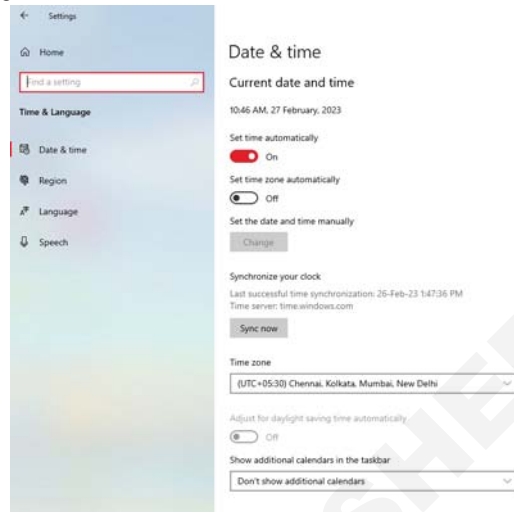 Settings
Home
Find a setting
Time & Language
Date & time
Region
Language
Speech
Date & time
Current date and time
10:46 AM, 27 February, 2023
Set time automatically
On
Set time zone automatically
Off
Set the date and time manually
Change
Synchronize your clock
Last successful time synchronization: 26-Feb-23 1:47:36 PM
Time server: time.windows.com
Sync now
Time zone
(UTC+05:30) Chennai, Kolkata, Mumbai, New Delhi
Adjust for daylight saving time automatically
Off
Show additional calendars in the taskbar
Don't show additional calendars